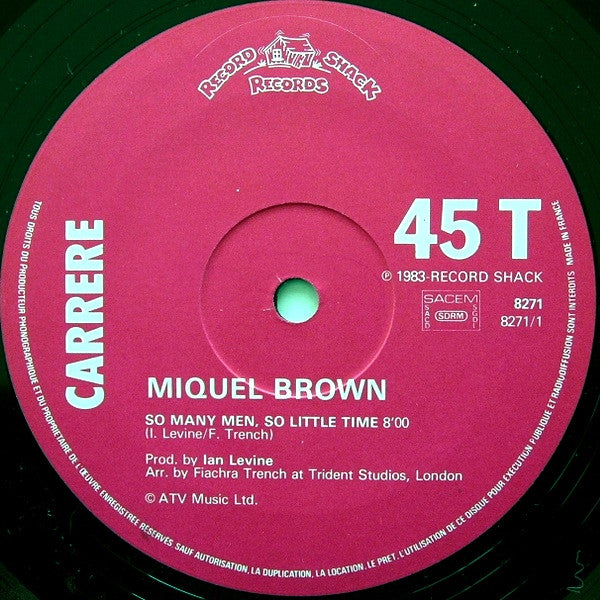 RECORD SHACK
RECORDS
CARRERE
45 T
℗ 1983-RECORD SHACK
SACEM
SACD
SDRM
SGDL
8271
8271/1
MIQUEL BROWN
SO MANY MEN, SO LITTLE TIME 8'00
(I. Levine/F. Trench)
Prod. by Ian Levine
Arr. by Fiachra Trench at Trident Studios, London
© ATV Music Ltd.
TOUS DROITS DU PRODUCTEUR PHONOGRAPHIQUE ET DU PROPRIETAIRE DE L'ŒUVRE ENREGISTREE RESERVES SAUF AUTORISATION, LA DUPLICATION, LA LOCATION, LE PRET, L'UTILISATION DE CE DISQUE POUR EXECUTION PUBLIQUE ET RADIODIFFUSION SONT INTERDITS MADE IN FRANCE